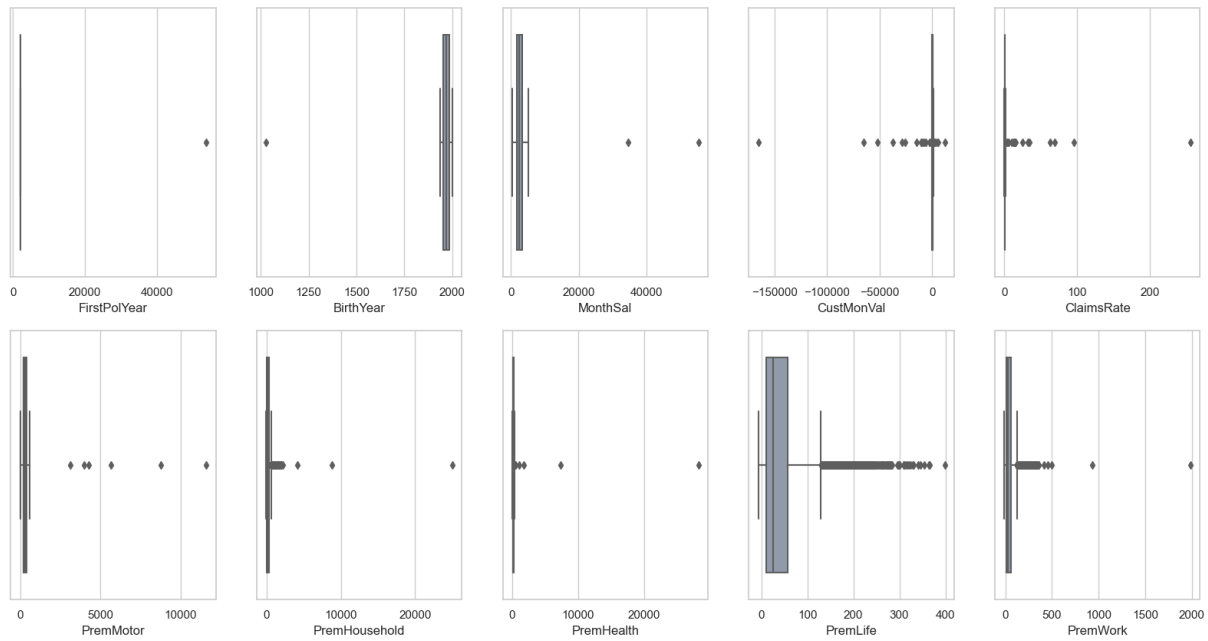 0 20000 40000
FirstPolYear
1000 1250 1500 1750 2000
BirthYear
0 20000 40000
MonthSal
−150000 −100000 −50000 0
CustMonVal
0 100 200
ClaimsRate
0 5000 10000
PremMotor
0 10000 20000
PremHousehold
0 20000
PremHealth
0 100 200 300 400
PremLife
0 500 1000 1500 2000
PremWork